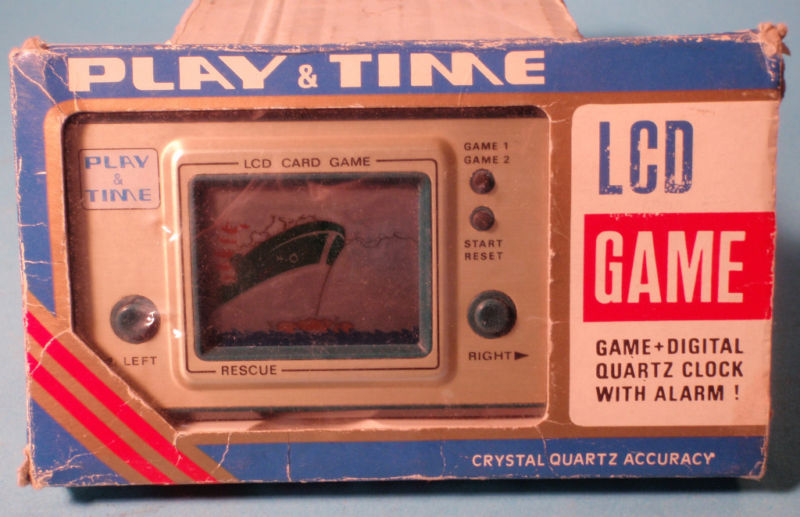 PLAY & TIME
PLAY
&
TIME
LCD CARD GAME
GAME 1
GAME 2
START
RESET
LEFT
RIGHT ►
RESCUE
LCD
GAME
GAME+DIGITAL
QUARTZ CLOCK
WITH ALARM !
CRYSTAL QUARTZ ACCURACY